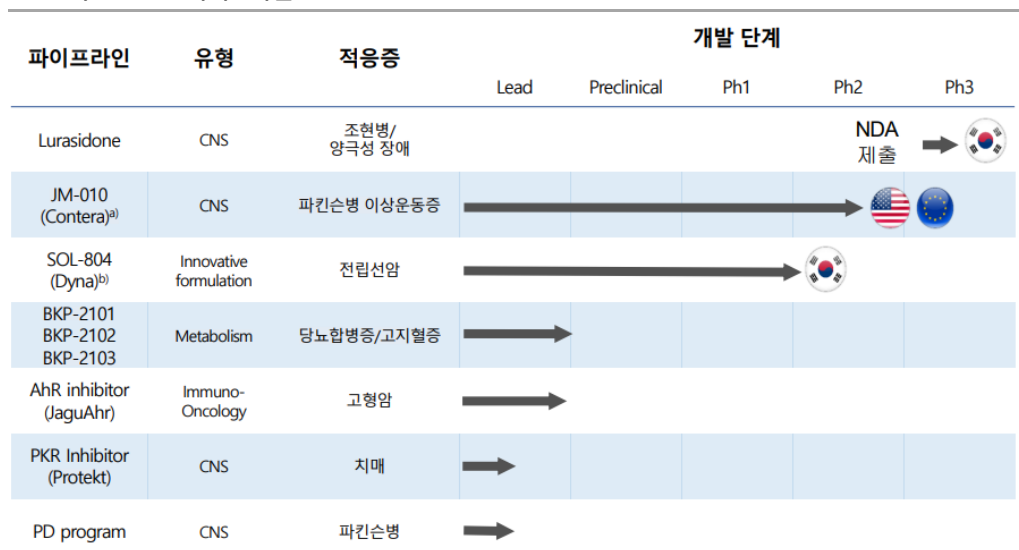 개발 단계
파이프라인 유형 적응증
Lead Preclinical Ph1 Ph2 Ph3
Lurasidone CNS 조현병/
양극성 장애
NDA
제출
JM-010
(Contera)a)
CNS 파킨슨병 이상운동증
SOL-804
(Dyna)b)
Innovative
formulation
전립선암
BKP-2101
BKP-2102
BKP-2103
Metabolism 당뇨합병증/고지혈증
AhR inhibitor
(JaguAhr)
Immuno-
Oncology
고형암
PKR Inhibitor
(Protekt)
CNS 치매
PD program CNS 파킨슨병